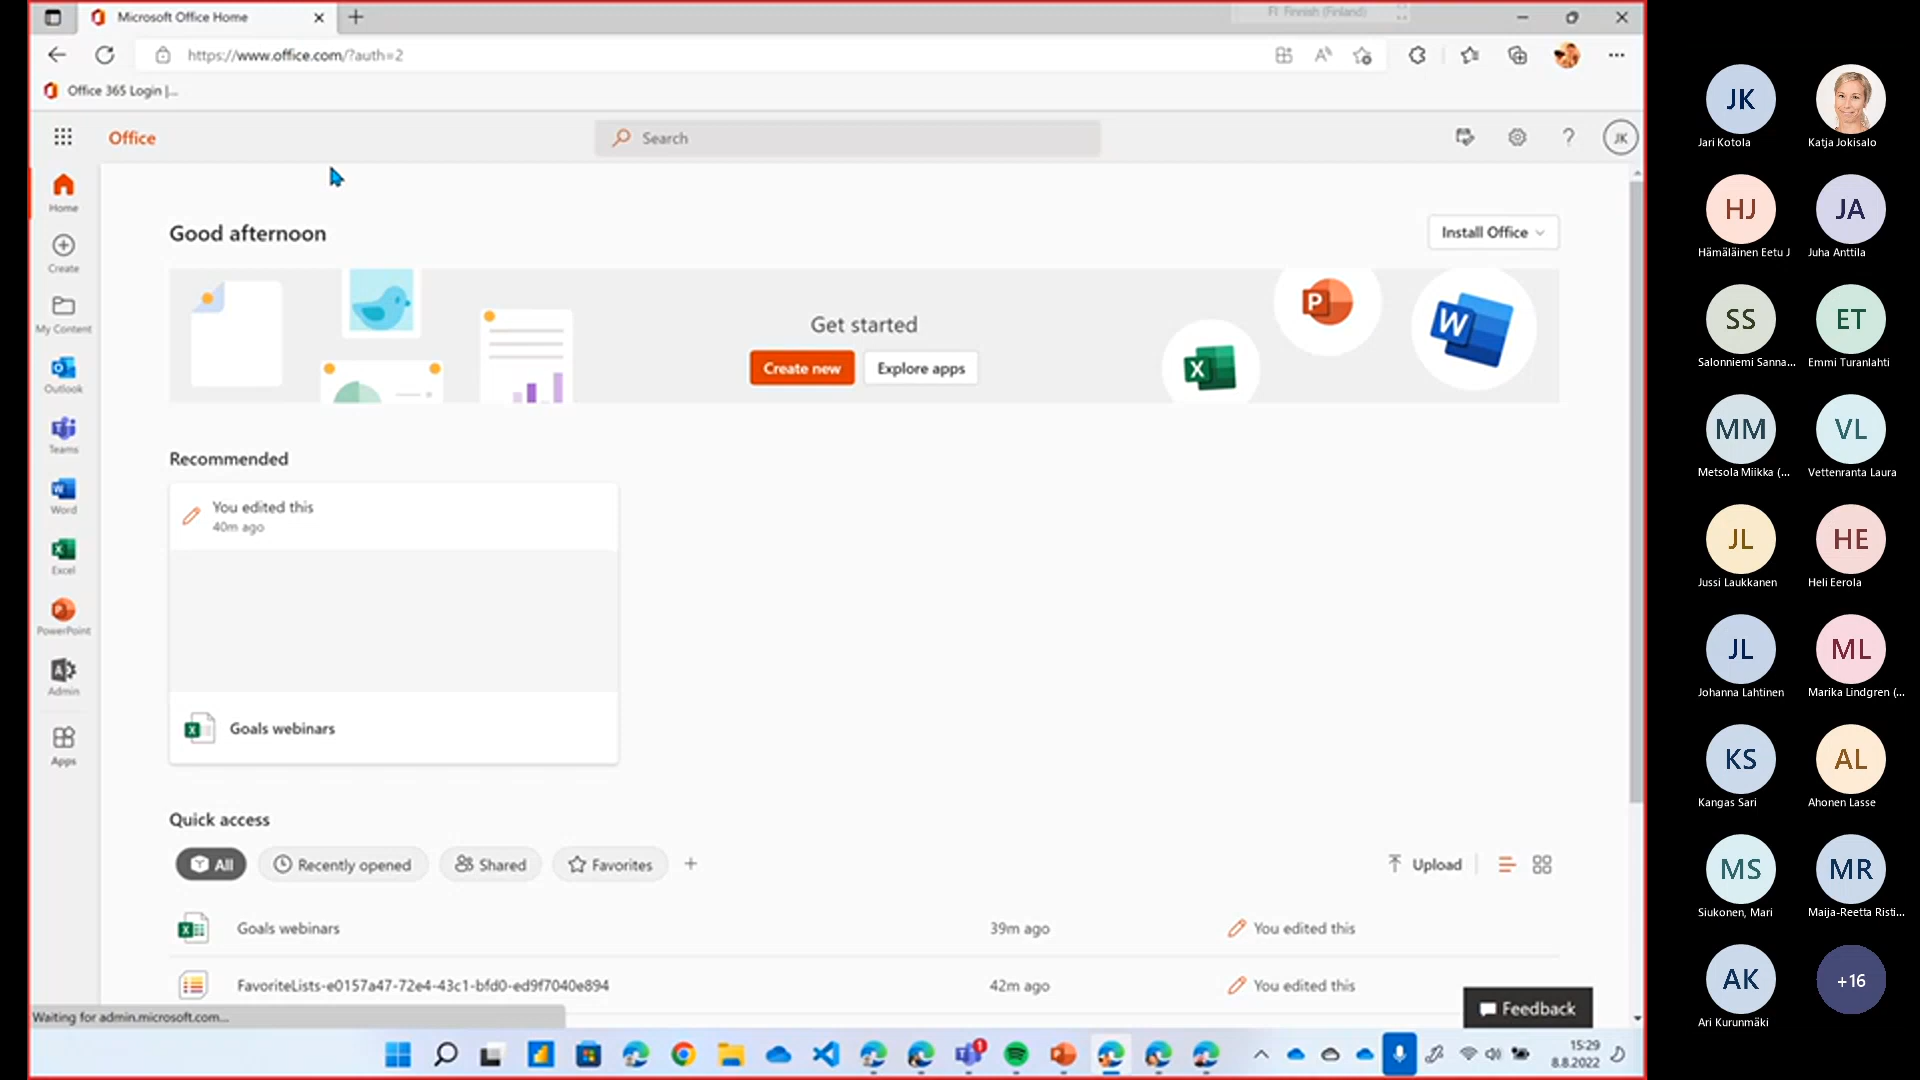 Microsoft Office Home
FI Finnish (Finland)
https://www.office.com/?auth=2
Office 365 Login |...
Office
Search
JK
Home
Create
My Content
Outlook
Teams
Word
Excel
PowerPoint
Admin
Apps
Good afternoon
Install Office
Get started
Create new
Explore apps
P
W
X
Recommended
You edited this
40m ago
Goals webinars
Quick access
All
Recently opened
Shared
Favorites
Upload
Goals webinars
39m ago
You edited this
FavoriteLists-e0157a47-72e4-43c1-bfd0-ed9f7040e894
42m ago
You edited this
Feedback
Waiting for admin.microsoft.com...
1
15:29
8.8.2022
JK
Jari Kotola
Katja Jokisalo
HJ
Hämäläinen Eetu J
JA
Juha Anttila
SS
Salonniemi Sanna...
ET
Emmi Turanlahti
MM
Metsola Miikka (...
VL
Vettenranta Laura
JL
Jussi Laukkanen
HE
Heli Eerola
JL
Johanna Lahtinen
ML
Marika Lindgren (...
KS
Kangas Sari
AL
Ahonen Lasse
MS
Siukonen, Mari
MR
Maija-Reetta Risti...
AK
Ari Kurunmäki
+16